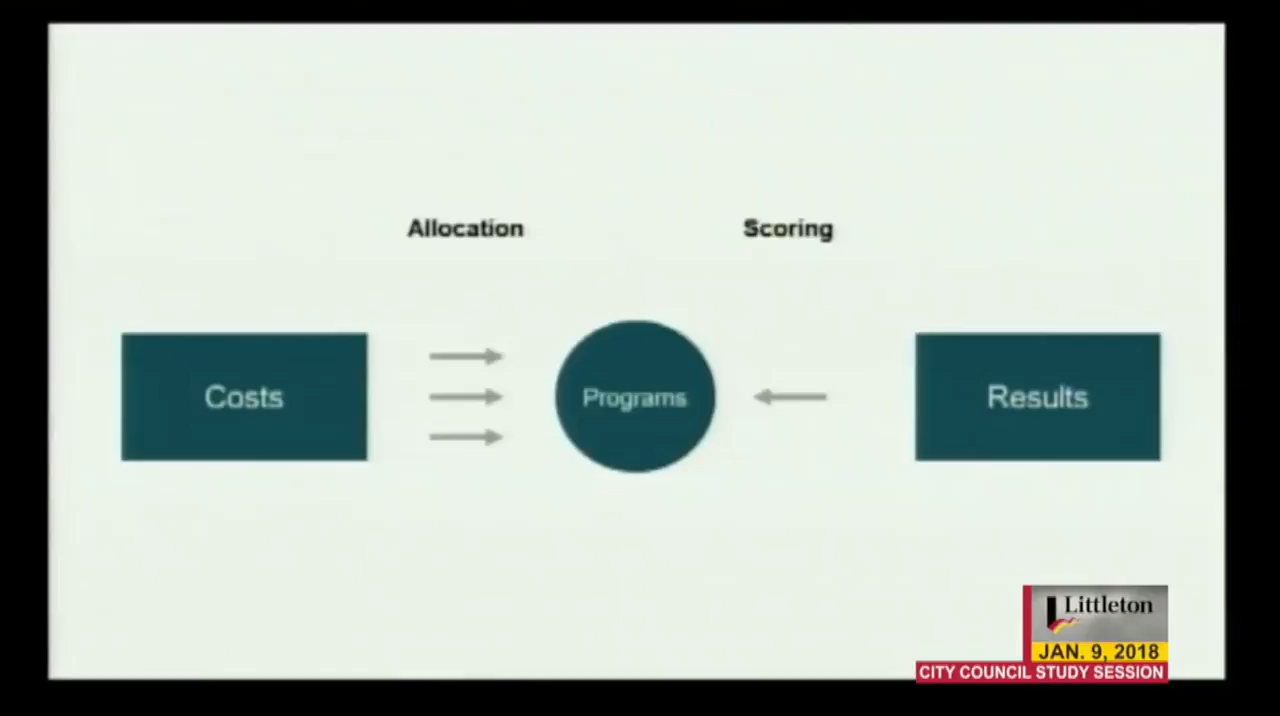 Allocation
Scoring
Costs
Programs
Results
Littleton
JAN. 9, 2018
CITY COUNCIL STUDY SESSION